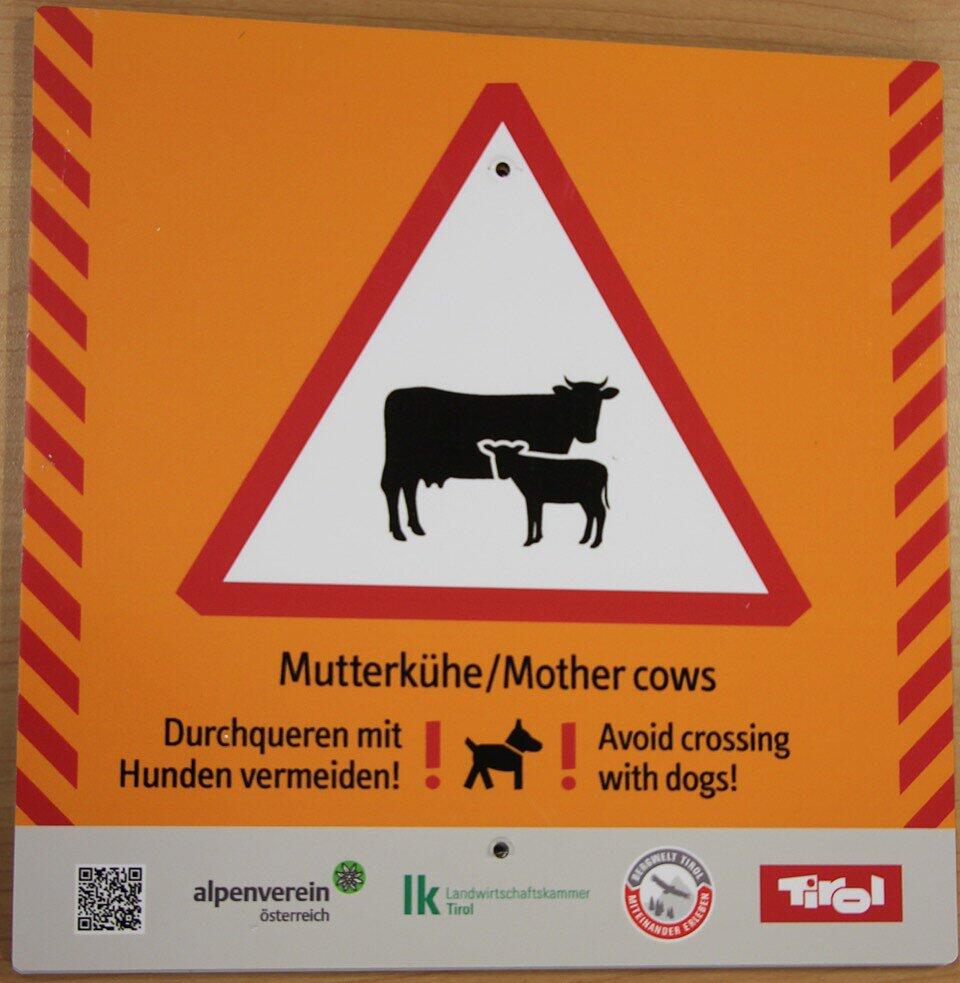 Mutterkühe/Mother cows
Durchqueren mit
Hunden vermeiden!
! !
Avoid crossing
with dogs!
alpenverein
österreich
lk Landwirtschaftskammer
Tirol
BERGWELT TIROL
MITEINANDER ERLEBEN
Tirol